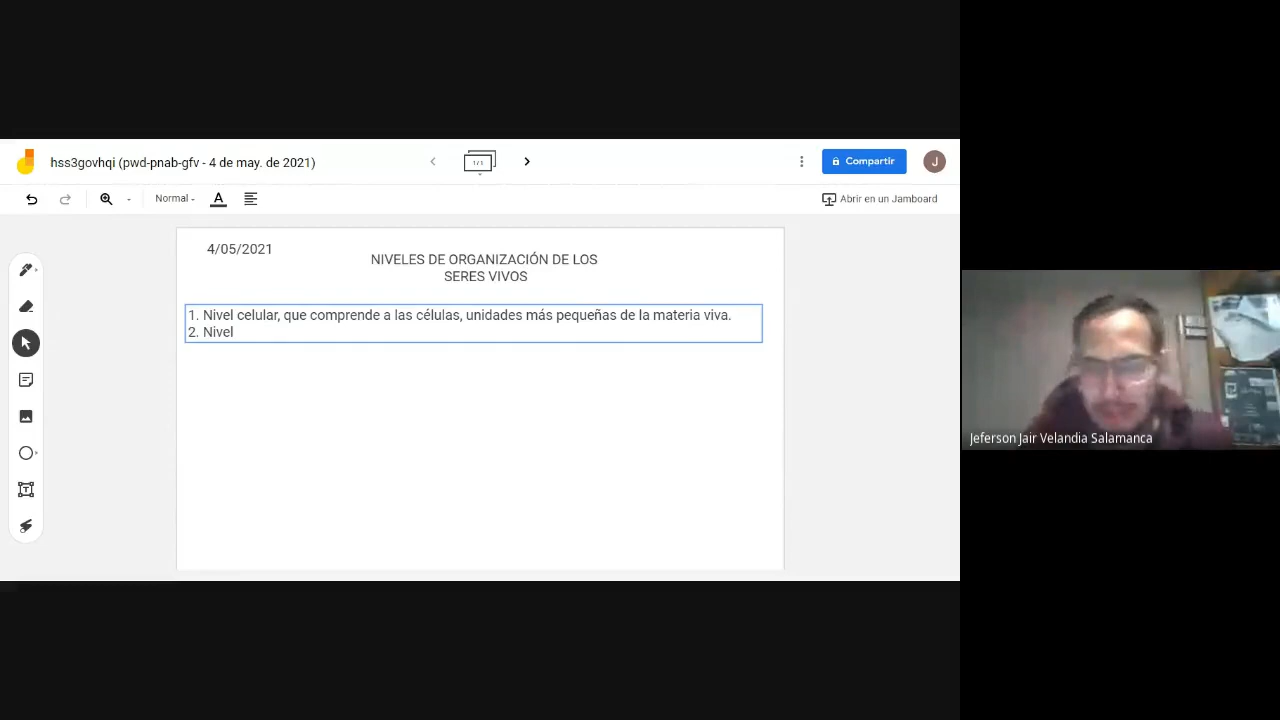 hss3govhqi (pwd-pnab-gfv - 4 de may. de 2021)
1/1
Compartir
J
Normal
A
Abrir en un Jamboard
4/05/2021
NIVELES DE ORGANIZACIÓN DE LOS
SERES VIVOS
1. Nivel celular, que comprende a las células, unidades más pequeñas de la materia viva.
2. Nivel
T
Jeferson Jair Velandia Salamanca